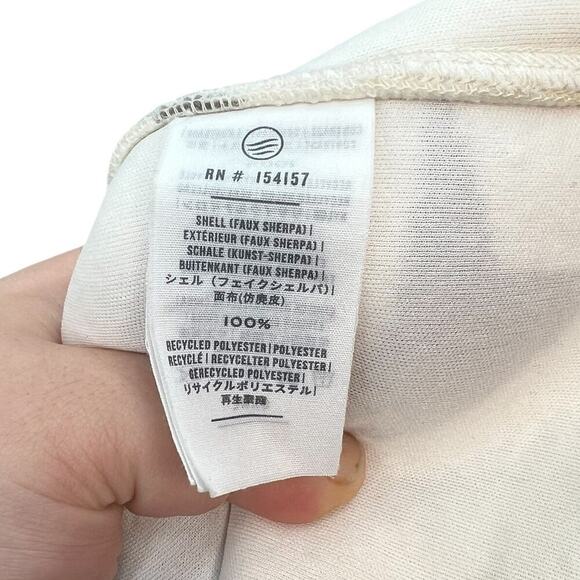 RN # 154157
SHELL (FAUX SHERPA) |
EXTÉRIEUR (FAUX SHERPA) |
SCHALE (KUNST-SHERPA) |
BUITENKANT (FAUX SHERPA) |
シェル (フェイクシェルパ) |
面布(仿麂皮)
100%
RECYCLED POLYESTER | POLYESTER
RECYCLÉ | RECYCELTER POLYESTER |
GERECYCLED POLYESTER |
リサイクルポリエステル |
再生聚酯